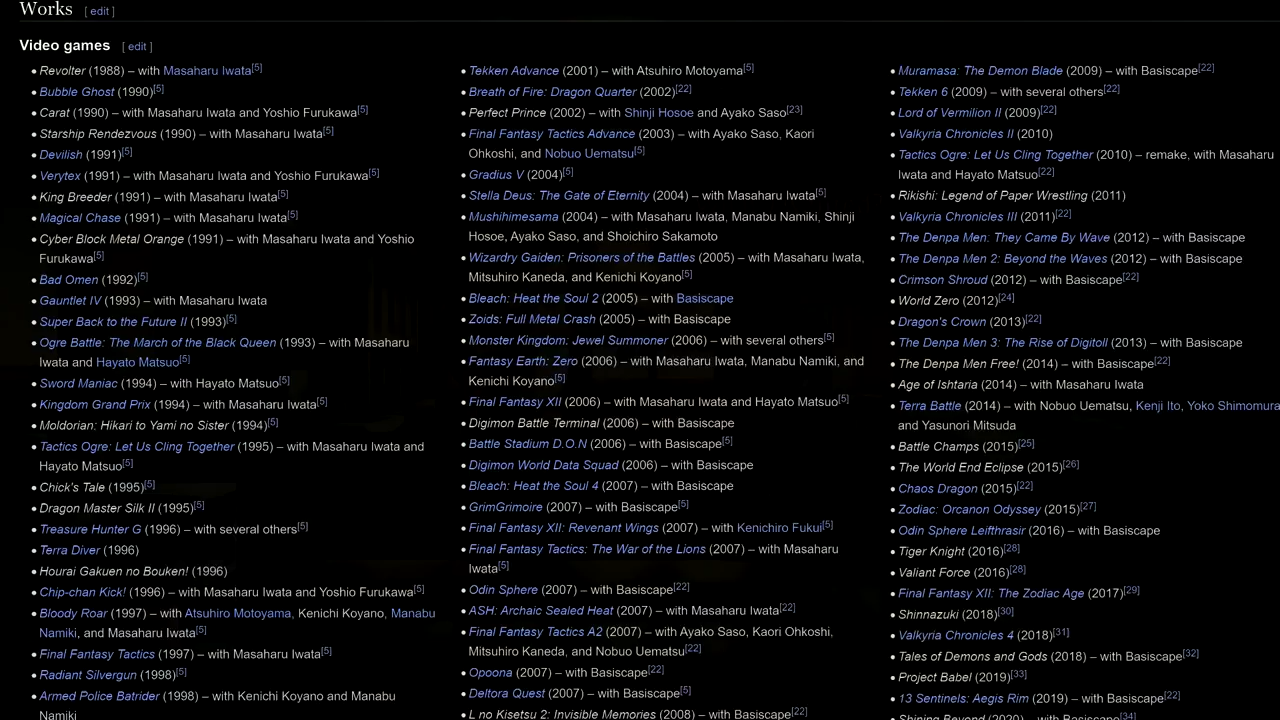 Works [ edit ]
Video games [ edit ]
• Revolter (1988) – with Masaharu Iwata[5]
• Bubble Ghost (1990)[5]
• Carat (1990) – with Masaharu Iwata and Yoshio Furukawa[5]
• Starship Rendezvous (1990) – with Masaharu Iwata[5]
• Devilish (1991)[5]
• Verytex (1991) – with Masaharu Iwata and Yoshio Furukawa[5]
• King Breeder (1991) – with Masaharu Iwata[5]
• Magical Chase (1991) – with Masaharu Iwata[5]
• Cyber Block Metal Orange (1991) – with Masaharu Iwata and Yoshio
Furukawa[5]
• Bad Omen (1992)[5]
• Gauntlet IV (1993) – with Masaharu Iwata
• Super Back to the Future II (1993)[5]
• Ogre Battle: The March of the Black Queen (1993) – with Masaharu
Iwata and Hayato Matsuo[5]
• Sword Maniac (1994) – with Hayato Matsuo[5]
• Kingdom Grand Prix (1994) – with Masaharu Iwata[5]
• Moldorian: Hikari to Yami no Sister (1994)[5]
• Tactics Ogre: Let Us Cling Together (1995) – with Masaharu Iwata and
Hayato Matsuo[5]
• Chick's Tale (1995)[5]
• Dragon Master Silk II (1995)[5]
• Treasure Hunter G (1996) – with several others[5]
• Terra Diver (1996)
• Hourai Gakuen no Bouken! (1996)
• Chip-chan Kick! (1996) – with Masaharu Iwata and Yoshio Furukawa[5]
• Bloody Roar (1997) – with Atsuhiro Motoyama, Kenichi Koyano, Manabu
Namiki, and Masaharu Iwata[5]
• Final Fantasy Tactics (1997) – with Masaharu Iwata[5]
• Radiant Silvergun (1998)[5]
• Armed Police Batrider (1998) – with Kenichi Koyano and Manabu
Namiki
• Tekken Advance (2001) – with Atsuhiro Motoyama[5]
• Breath of Fire: Dragon Quarter (2002)[22]
• Perfect Prince (2002) – with Shinji Hosoe and Ayako Saso[23]
• Final Fantasy Tactics Advance (2003) – with Ayako Saso, Kaori
Ohkoshi, and Nobuo Uematsu[5]
• Gradius V (2004)[5]
• Stella Deus: The Gate of Eternity (2004) – with Masaharu Iwata[5]
• Mushihimesama (2004) – with Masaharu Iwata, Manabu Namiki, Shinji
Hosoe, Ayako Saso, and Shoichiro Sakamoto
• Wizardry Gaiden: Prisoners of the Battles (2005) – with Masaharu Iwata,
Mitsuhiro Kaneda, and Kenichi Koyano[5]
• Bleach: Heat the Soul 2 (2005) – with Basiscape
• Zoids: Full Metal Crash (2005) – with Basiscape
• Monster Kingdom: Jewel Summoner (2006) – with several others[5]
• Fantasy Earth: Zero (2006) – with Masaharu Iwata, Manabu Namiki, and
Kenichi Koyano[5]
• Final Fantasy XII (2006) – with Masaharu Iwata and Hayato Matsuo[5]
• Digimon Battle Terminal (2006) – with Basiscape
• Battle Stadium D.O.N (2006) – with Basiscape[5]
• Digimon World Data Squad (2006) – with Basiscape
• Bleach: Heat the Soul 4 (2007) – with Basiscape
• GrimGrimoire (2007) – with Basiscape[5]
• Final Fantasy XII: Revenant Wings (2007) – with Kenichiro Fukui[5]
• Final Fantasy Tactics: The War of the Lions (2007) – with Masaharu
Iwata[5]
• Odin Sphere (2007) – with Basiscape[22]
• ASH: Archaic Sealed Heat (2007) – with Masaharu Iwata[22]
• Final Fantasy Tactics A2 (2007) – with Ayako Saso, Kaori Ohkoshi,
Mitsuhiro Kaneda, and Nobuo Uematsu[22]
• Opoona (2007) – with Basiscape[22]
• Deltora Quest (2007) – with Basiscape[5]
• L no Kisetsu 2: Invisible Memories (2008) – with Basiscape[22]
• Muramasa: The Demon Blade (2009) – with Basiscape[22]
• Tekken 6 (2009) – with several others[22]
• Lord of Vermilion II (2009)[22]
• Valkyria Chronicles II (2010)
• Tactics Ogre: Let Us Cling Together (2010) – remake, with Masaharu
Iwata and Hayato Matsuo[22]
• Rikishi: Legend of Paper Wrestling (2011)
• Valkyria Chronicles III (2011)[22]
• The Denpa Men: They Came By Wave (2012) – with Basiscape
• The Denpa Men 2: Beyond the Waves (2012) – with Basiscape
• Crimson Shroud (2012) – with Basiscape[22]
• World Zero (2012)[24]
• Dragon's Crown (2013)[22]
• The Denpa Men 3: The Rise of Digitoll (2013) – with Basiscape
• The Denpa Men Free! (2014) – with Basiscape[22]
• Age of Ishtaria (2014) – with Masaharu Iwata
• Terra Battle (2014) – with Nobuo Uematsu, Kenji Ito, Yoko Shimomura
and Yasunori Mitsuda
• Battle Champs (2015)[25]
• The World End Eclipse (2015)[26]
• Chaos Dragon (2015)[22]
• Zodiac: Orcanon Odyssey (2015)[27]
• Odin Sphere Leifthrasir (2016) – with Basiscape
• Tiger Knight (2016)[28]
• Valiant Force (2016)[28]
• Final Fantasy XII: The Zodiac Age (2017)[29]
• Shinnazuki (2018)[30]
• Valkyria Chronicles 4 (2018)[31]
• Tales of Demons and Gods (2018) – with Basiscape[32]
• Project Babel (2019)[33]
• 13 Sentinels: Aegis Rim (2019) – with Basiscape[22]
• Shining Beyond (2020) – with Basiscape[34]